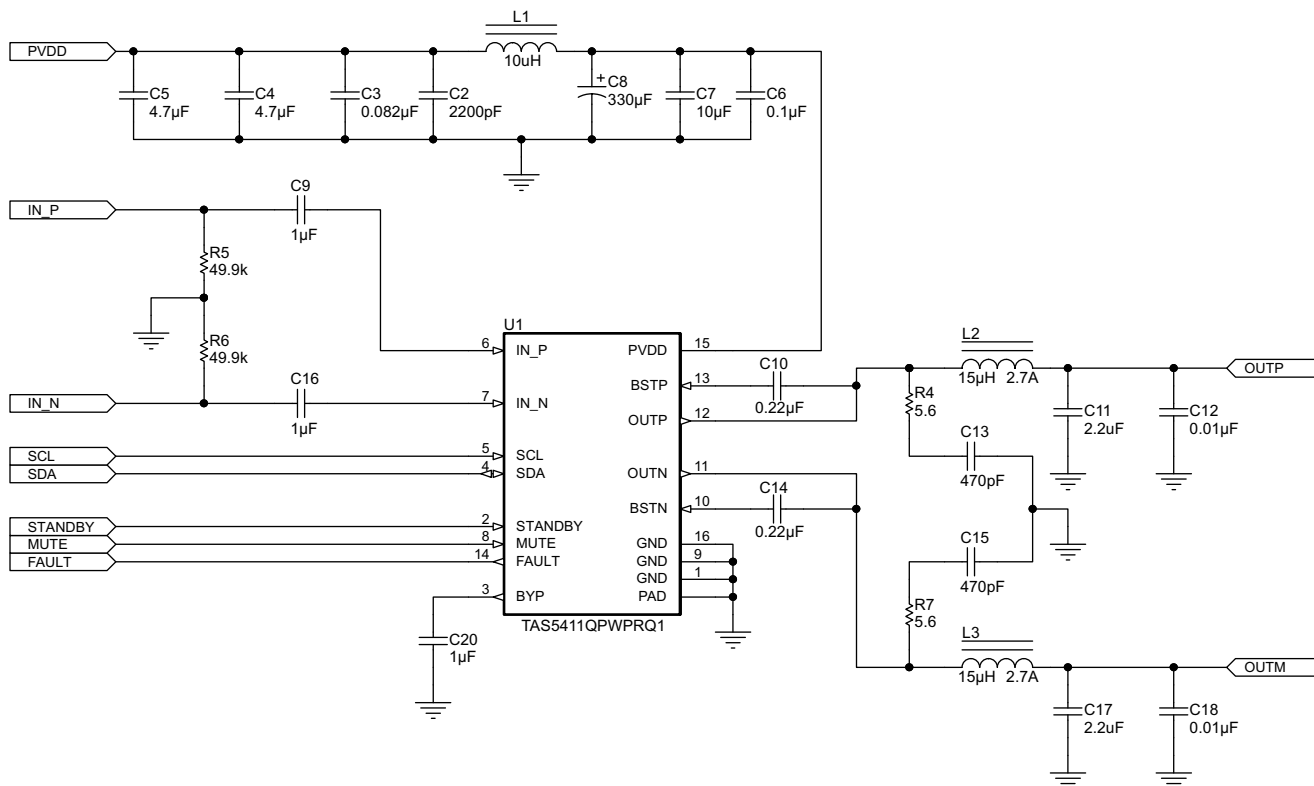 L1
PVDD
10uH
C5
4.7µF
C4
4.7µF
C3
0.082µF
C2
2200pF
+
C8
330µF
C7
10µF
C6
0.1µF
C9
IN_P
1µF
R5
49.9k
R6
49.9k
C16
IN_N
1µF
SCL
SDA
STANDBY
MUTE
FAULT
C20
1µF
U1
6 IN_P PVDD 15
BSTP 13
7 IN_N
OUTP 12
5 SCL
4 SDA OUTN 11
BSTN 10
2 STANDBY
8 MUTE GND 16
14 FAULT GND 9
GND 1
3 BYP PAD
TAS5411QPWPRQ1
C10
0.22µF
C14
0.22µF
L2
15µH 2.7A
OUTP
R4
5.6
C11
2.2uF
C12
0.01µF
C13
470pF
C15
470pF
R7
5.6
L3
15µH 2.7A
OUTM
C17
2.2uF
C18
0.01µF